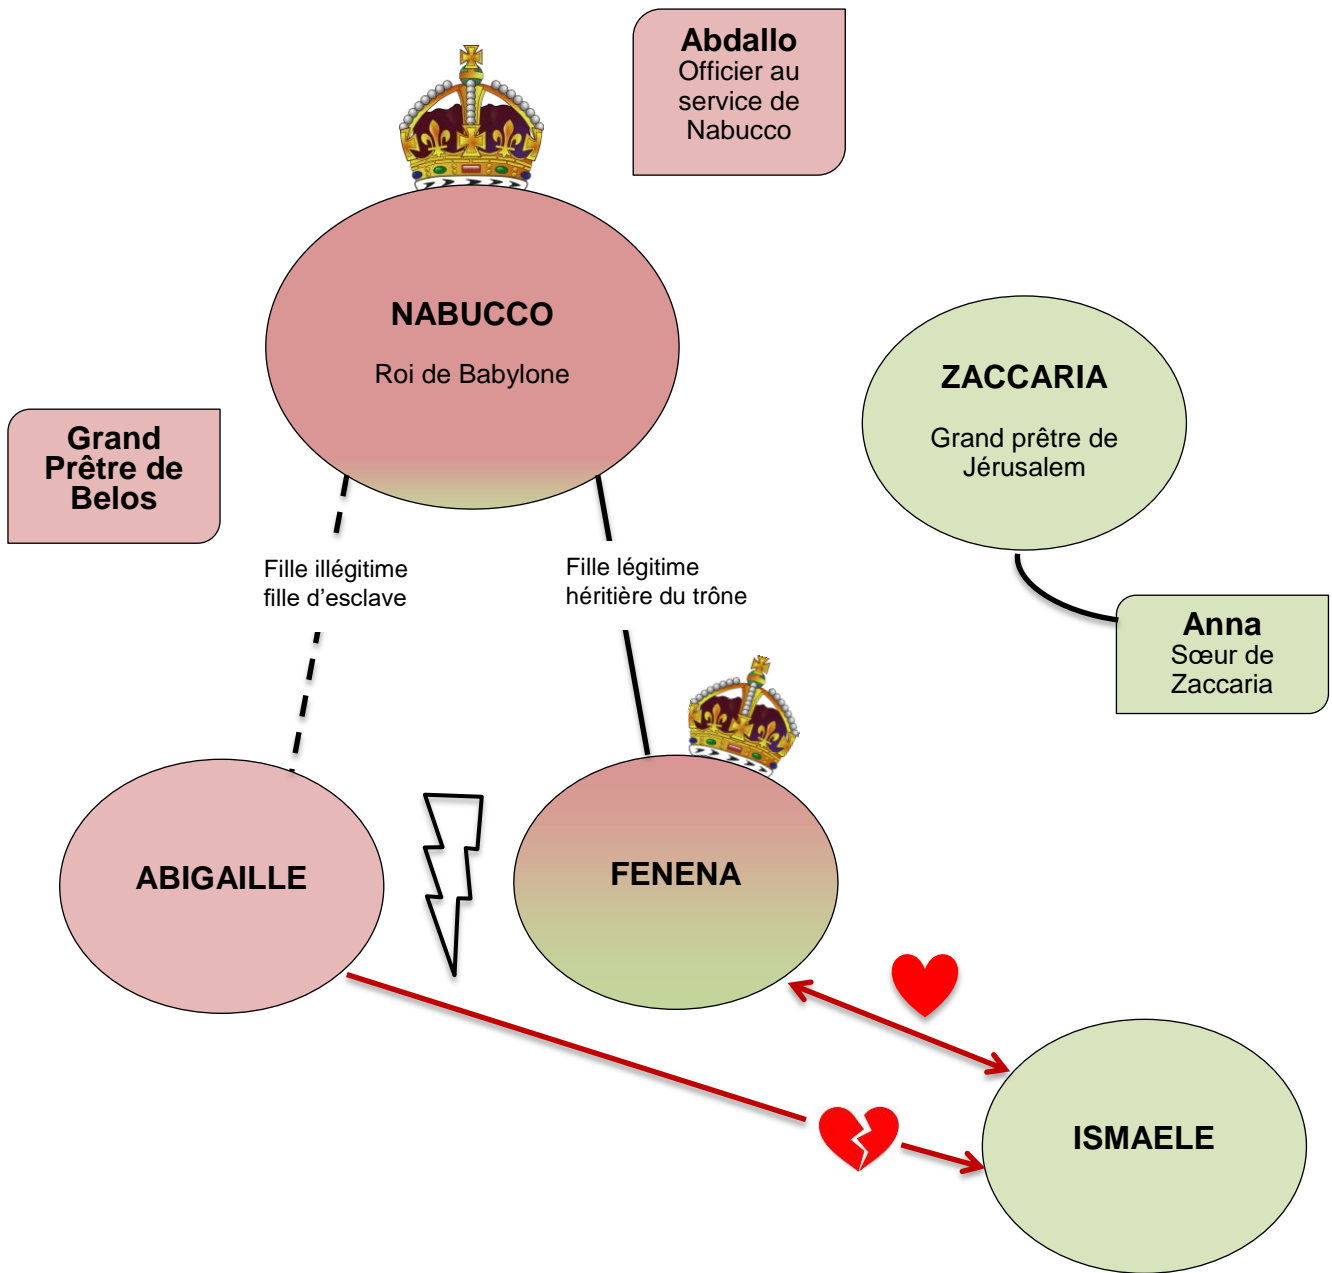 Abdallo
Officier au
service de
Nabucco
NABUCCO
Roi de Babylone
ZACCARIA
Grand prêtre de
Jérusalem
Grand
Prêtre de
Belos
Fille illégitime
fille d’esclave
Fille légitime
héritière du trône
Anna
Sœur de
Zaccaria
ABIGAILLE
FENENA
ISMAELE